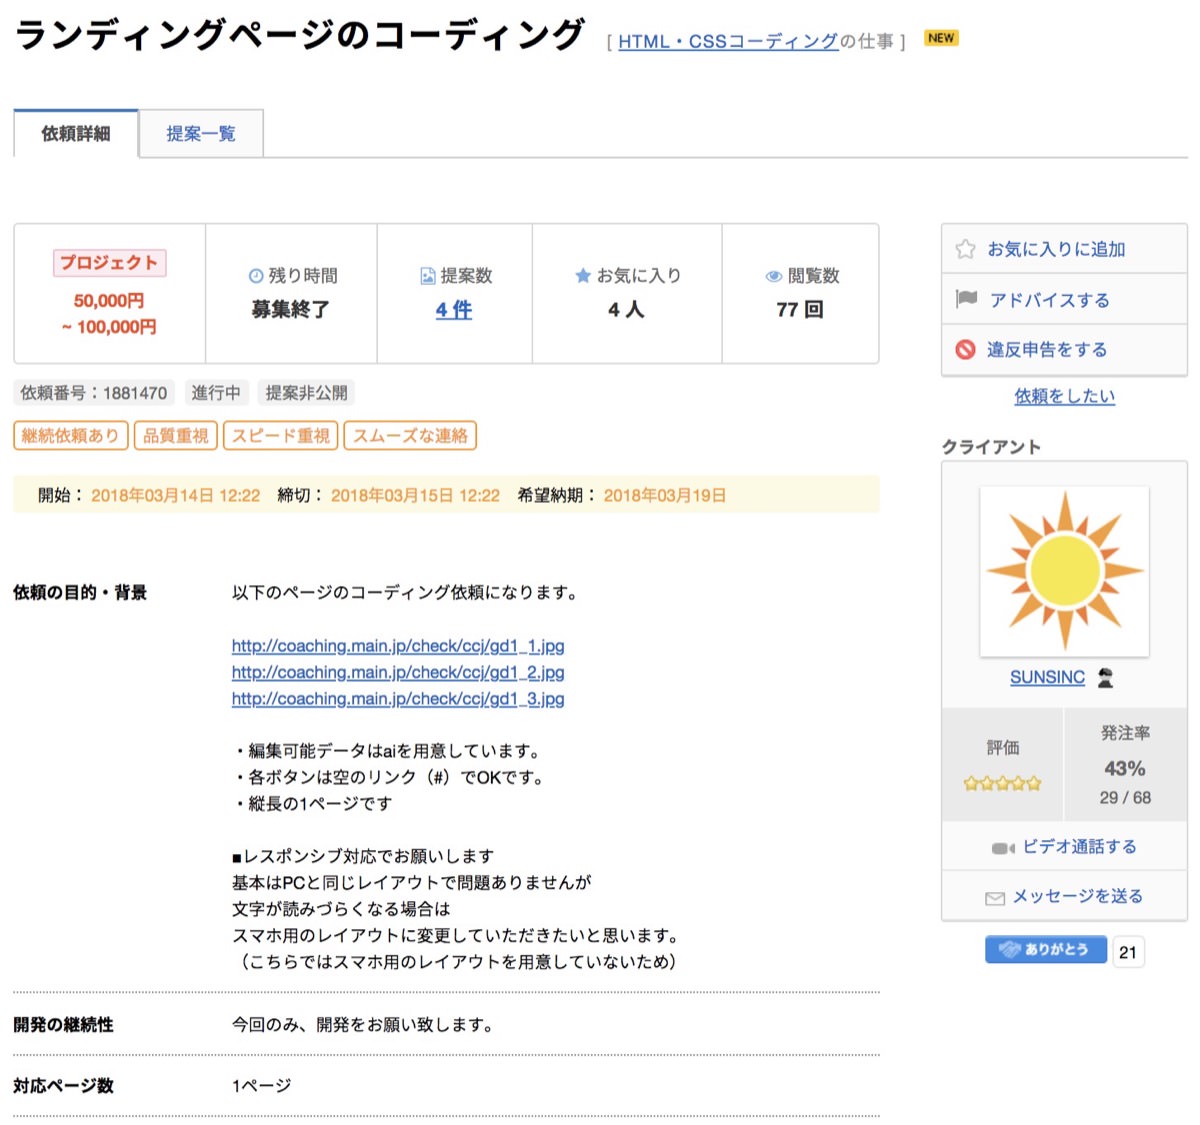 ランディングページのコーディング [ HTML・CSSコーディングの仕事 ] NEW
依頼詳細 提案一覧
プロジェクト
50,000円
~ 100,000円
残り時間
募集終了
提案数
4 件
お気に入り
4 人
閲覧数
77 回
依頼番号：1881470 進行中 提案非公開
継続依頼あり 品質重視 スピード重視 スムーズな連絡
開始： 2018年03月14日 12:22 締切： 2018年03月15日 12:22 希望納期： 2018年03月19日
依頼の目的・背景
以下のページのコーディング依頼になります。
http://coaching.main.jp/check/ccj/gd1_1.jpg
http://coaching.main.jp/check/ccj/gd1_2.jpg
http://coaching.main.jp/check/ccj/gd1_3.jpg
・編集可能データはaiを用意しています。
・各ボタンは空のリンク（#）でOKです。
・縦長の1ページです
■レスポンシブ対応でお願いします
基本はPCと同じレイアウトで問題ありませんが
文字が読みづらくなる場合は
スマホ用のレイアウトに変更していただきたいと思います。
（こちらではスマホ用のレイアウトを用意していないため）
開発の継続性 今回のみ、開発をお願い致します。
対応ページ数 1ページ
お気に入りに追加
アドバイスする
違反申告をする
依頼をしたい
クライアント
SUNSINC
評価
発注率
43%
29 / 68
ビデオ通話する
メッセージを送る
ありがとう 21